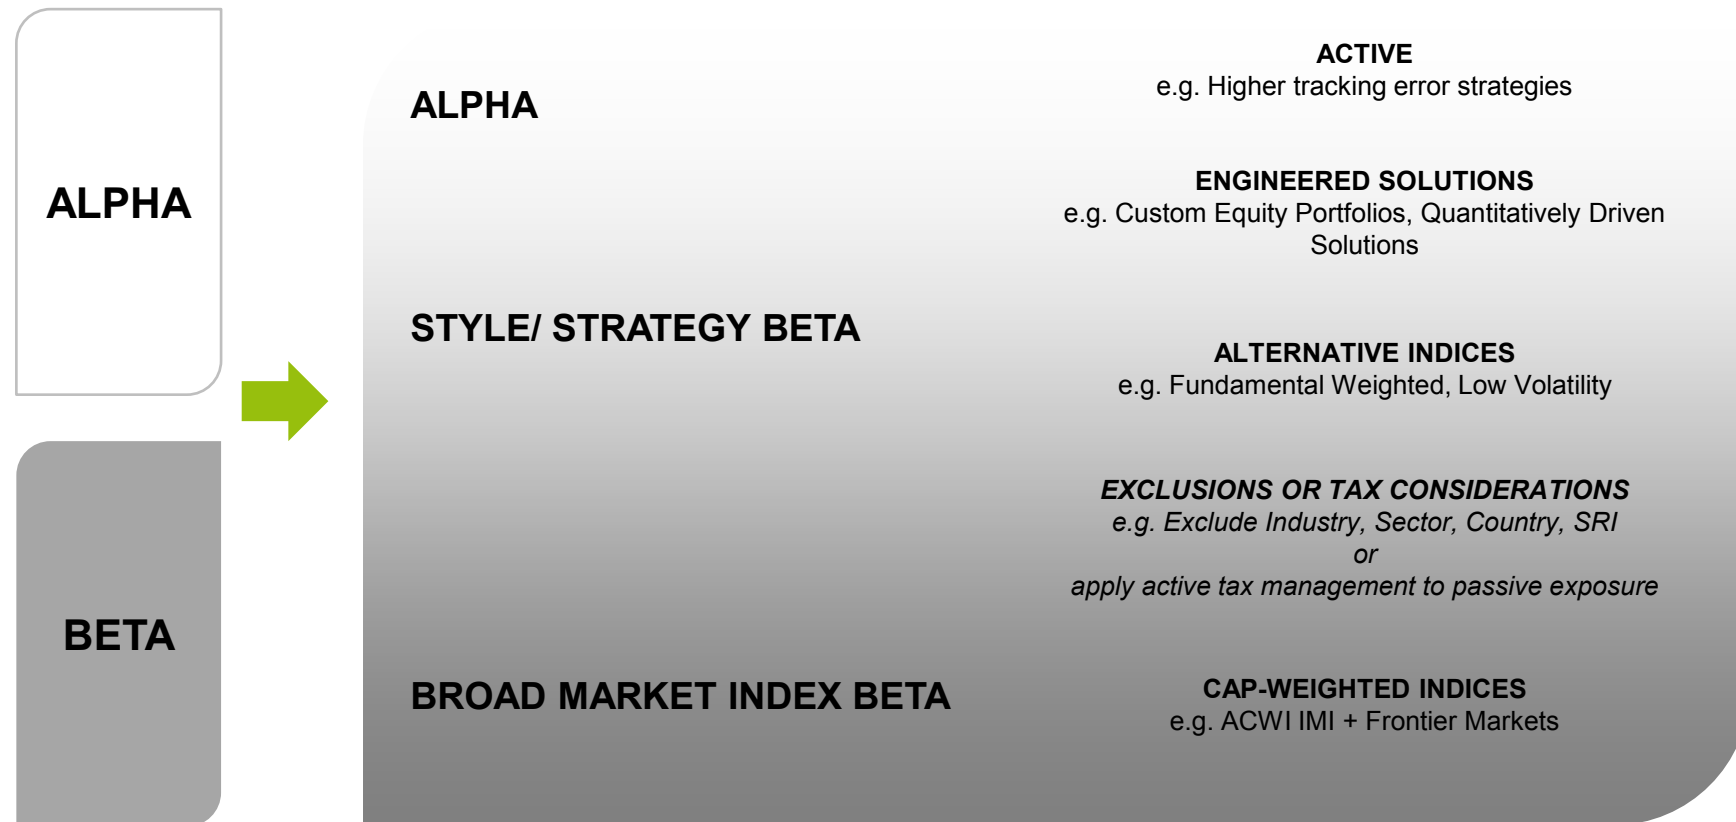 ALPHA
BETA
ALPHA
STYLE/ STRATEGY BETA
BROAD MARKET INDEX BETA
ACTIVE
e.g. Higher tracking error strategies
ENGINEERED SOLUTIONS
e.g. Custom Equity Portfolios, Quantitatively Driven
Solutions
ALTERNATIVE INDICES
e.g. Fundamental Weighted, Low Volatility
EXCLUSIONS OR TAX CONSIDERATIONS
e.g. Exclude Industry, Sector, Country, SRI
or
apply active tax management to passive exposure
CAP-WEIGHTED INDICES
e.g. ACWI IMI + Frontier Markets